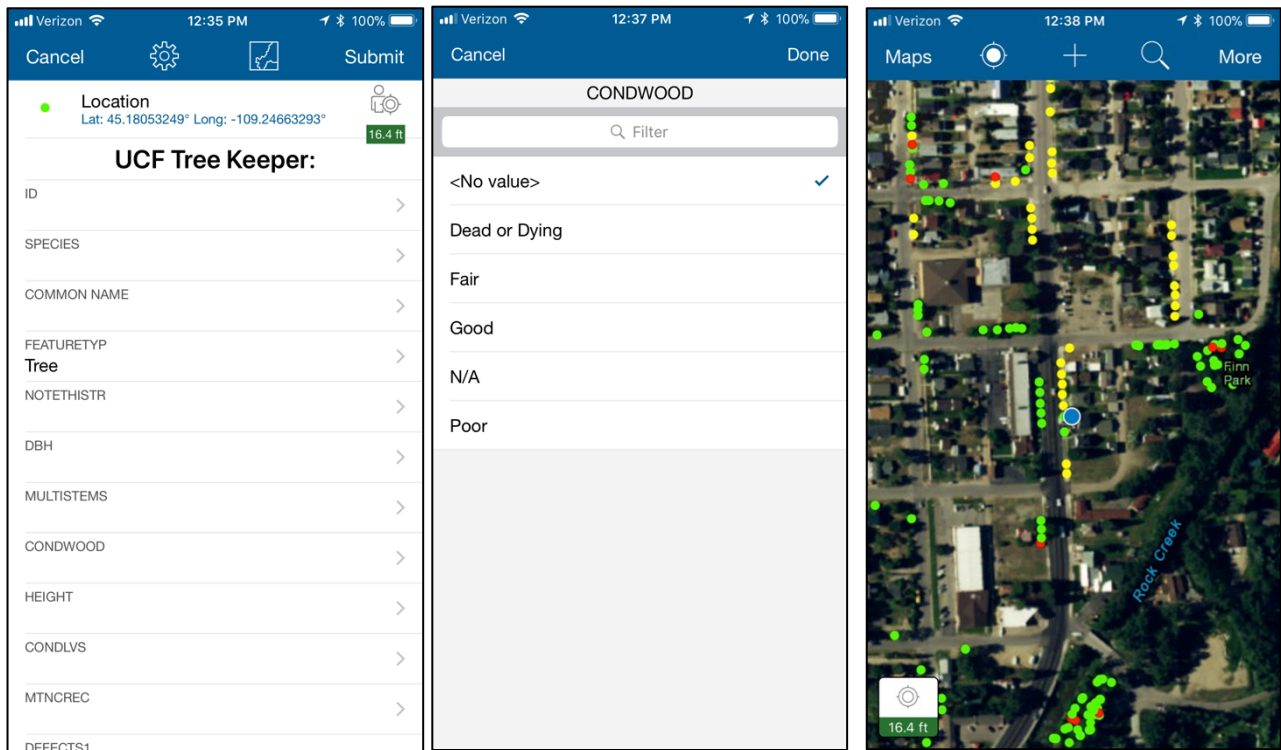 Verizon 12:35 PM 100%
Cancel Submit
Location
Lat: 45.18053249° Long: -109.24663293°
16.4 ft
UCF Tree Keeper:
ID
SPECIES
COMMON NAME
FEATURETYP
Tree
NOTETHISTR
DBH
MULTISTEMS
CONDWOOD
HEIGHT
CONDLVS
MTNCREC
DEFECTS1
Verizon 12:37 PM 100%
Cancel Done
CONDWOOD
Filter
<No value>
Dead or Dying
Fair
Good
N/A
Poor
Verizon 12:38 PM 100%
Maps More
Finn
Park
Rock Creek
16.4 ft